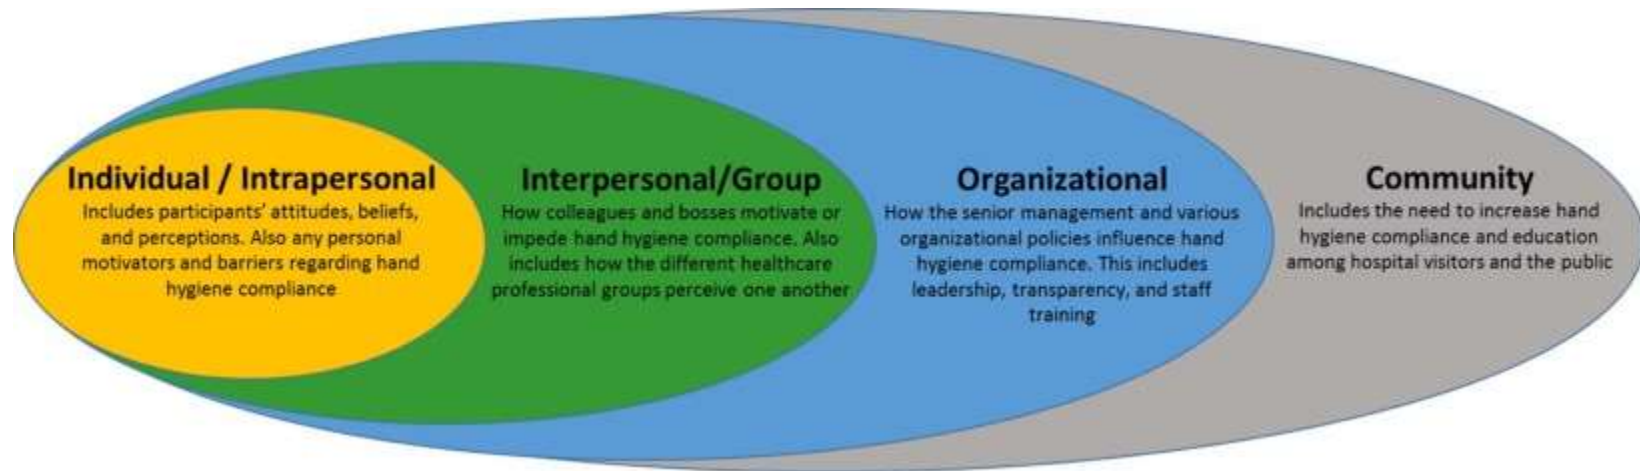 Individual / Intrapersonal
Includes participants' attitudes, beliefs,
and perceptions. Also any personal
motivators and barriers regarding hand
hygiene compliance
Interpersonal/Group
How colleagues and bosses motivate or
impede hand hygiene compliance. Also
includes how the different healthcare
professional groups perceive one another
Organizational
How the senior management and various
organizational policies influence hand
hygiene compliance. This includes
leadership, transparency, and staff
training
Community
Includes the need to increase hand
hygiene compliance and education
among hospital visitors and the public